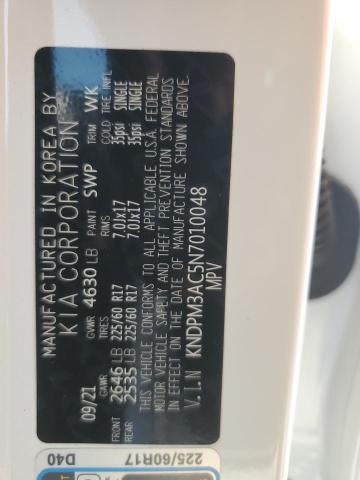 MANUFACTURED IN KOREA BY
KIA CORPORATION
09/21 GVWR 4630 LB PAINT SWP TRIM WK
GAWR TIRES RIMS COLD TIRE INFL
FRONT 2646 LB 225/60 R17 7.0Jx17 35psi SINGLE
REAR 2535 LB 225/60 R17 7.0Jx17 35psi SINGLE
THIS VEHICLE CONFORMS TO ALL APPLICABLE U.S.A. FEDERAL
MOTOR VEHICLE SAFETY AND THEFT PREVENTION STANDARDS
IN EFFECT ON THE DATE OF MANUFACTURE SHOWN ABOVE.
V.I.N KNDPM3AC5N7010048
MPV
D40 225/60R17